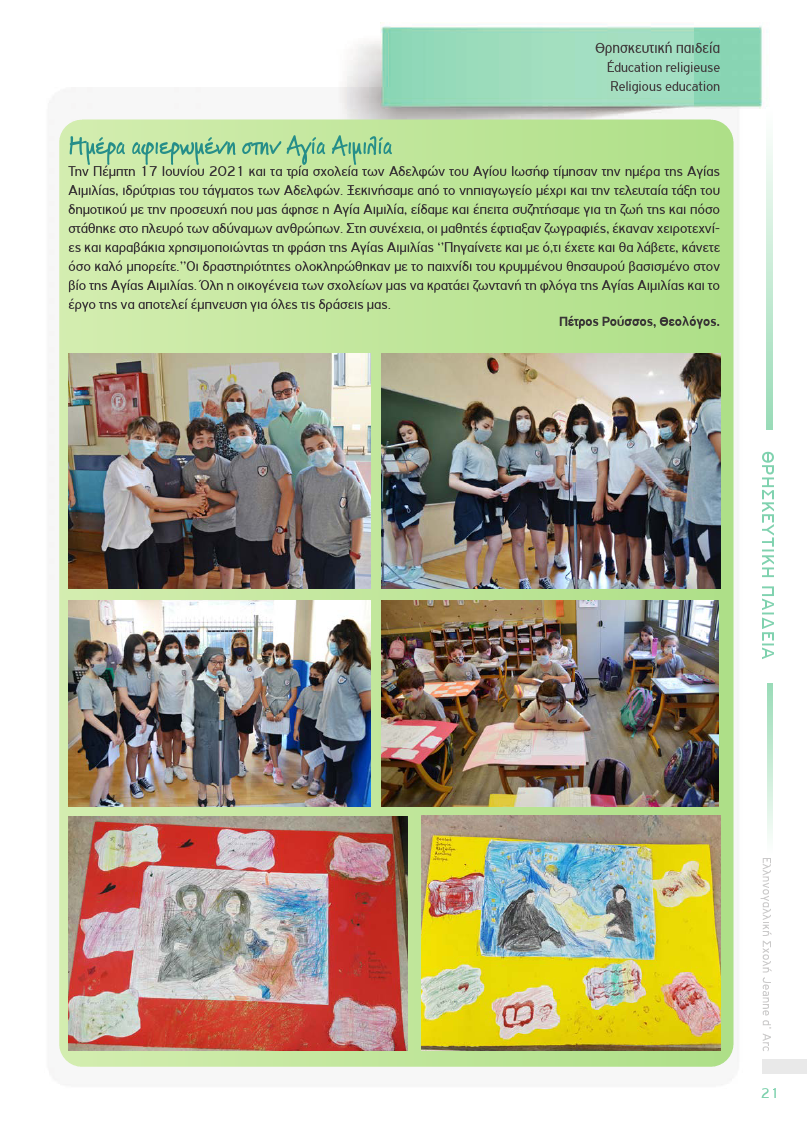 Θρησκευτική παιδεία
Éducation religieuse
Religious education
Ημέρα αφιερωμένη στην Αγία Αιμιλία
Την Πέμπτη 17 Ιουνίου 2021 και τα τρία σχολεία των Αδελφών του Αγίου Ιωσήφ τίμησαν την ημέρα της Αγίας
Αιμιλίας, ιδρύτριας του τάγματος των Αδελφών. Ξεκινήσαμε από το νηπιαγωγείο μέχρι και την τελευταία τάξη του
δημοτικού με την προσευχή που μας άφησε η Αγία Αιμιλία, είδαμε και έπειτα συζητήσαμε για τη ζωή της και πόσο
στάθηκε στο πλευρό των αδύναμων ανθρώπων. Στη συνέχεια, οι μαθητές έφτιαξαν ζωγραφιές, έκαναν χειροτεχνί-
ες και καραβάκια χρησιμοποιώντας τη φράση της Αγίας Αιμιλίας ‘’Πηγαίνετε και με ό,τι έχετε και θα λάβετε, κάνετε
όσο καλό μπορείτε.’’Οι δραστηριότητες ολοκληρώθηκαν με το παιχνίδι του κρυμμένου θησαυρού βασισμένο στον
βίο της Αγίας Αιμιλίας. Όλη η οικογένεια των σχολείων μας να κρατάει ζωντανή τη φλόγα της Αγίας Αιμιλίας και το
έργο της να αποτελεί έμπνευση για όλες τις δράσεις μας.
Πέτρος Ρούσσος, Θεολόγος.
ΘΡΗΣΚΕΥΤΙΚΗ ΠΑΙΔΕΙΑ
Ελληνογαλλική Σχολή Jeanne d' Arc
21